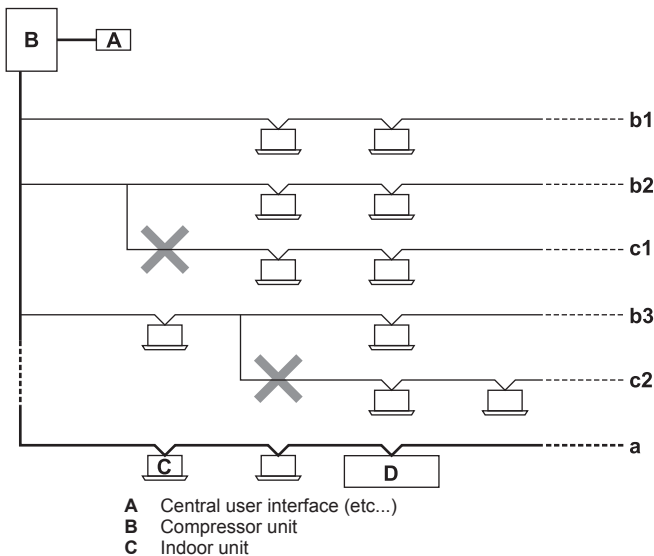 B A
b1
b2
c1
b3
c2
a
C D
A Central user interface (etc...)
B Compressor unit
C Indoor unit